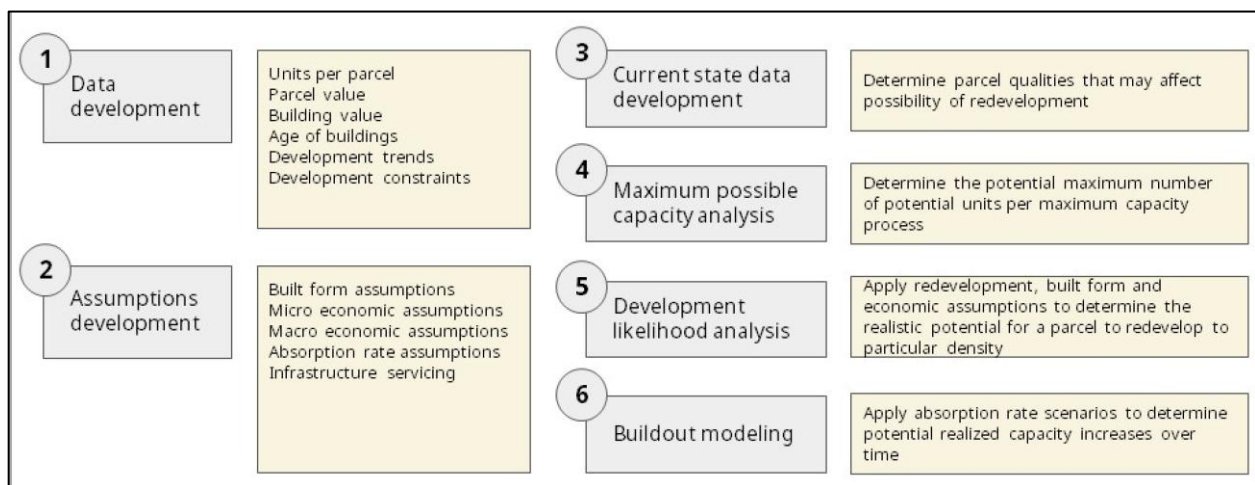 1
Data
development
Units per parcel
Parcel value
Building value
Age of buildings
Development trends
Development constraints
2
Assumptions
development
Built form assumptions
Micro economic assumptions
Macro economic assumptions
Absorption rate assumptions
Infrastructure servicing
3
Current state data
development
Determine parcel qualities that may affect
possibility of redevelopment
4
Maximum possible
capacity analysis
Determine the potential maximum number
of potential units per maximum capacity
process
5
Development
likelihood analysis
Apply redevelopment, built form and
economic assumptions to determine the
realistic potential for a parcel to redevelop to
particular density
6
Buildout modeling
Apply absorption rate scenarios to determine
potential realized capacity increases over
time